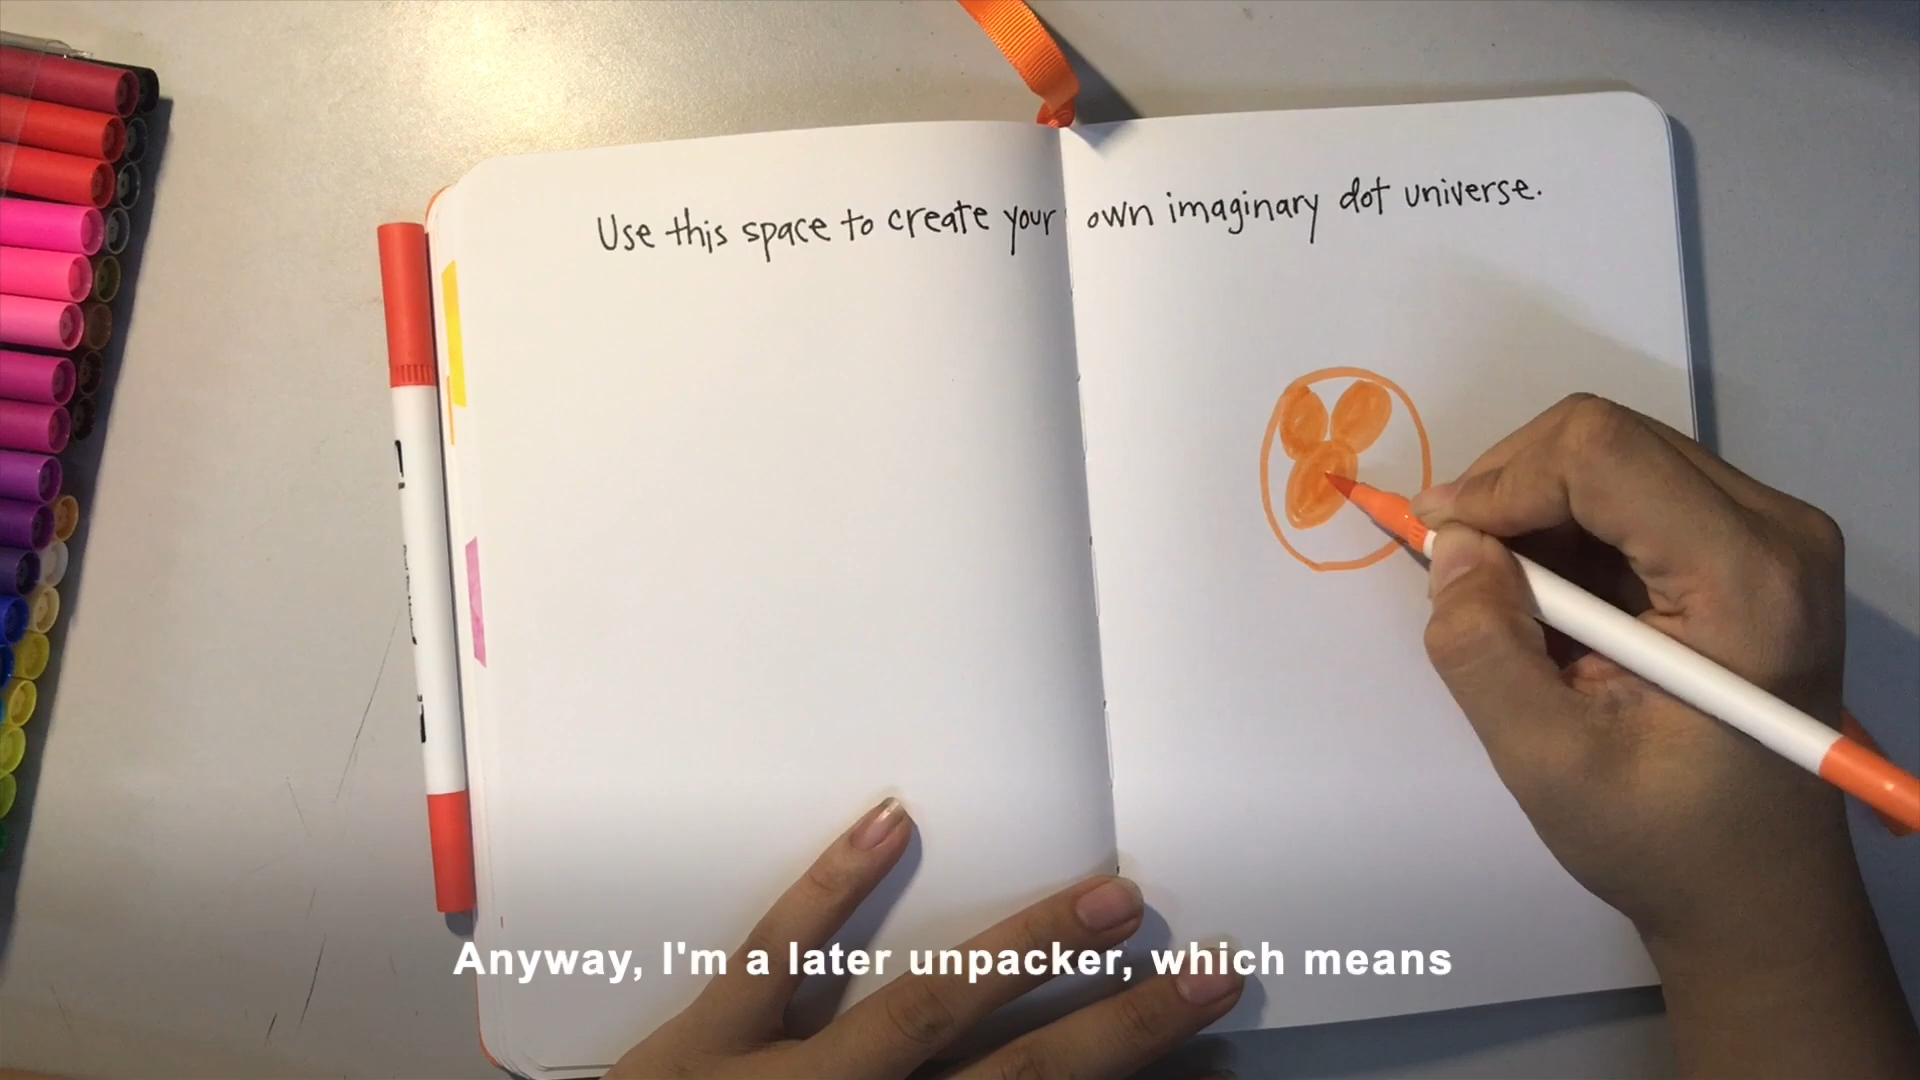 Use this space to create your own imaginary dot universe.
Anyway, I'm a later unpacker, which means